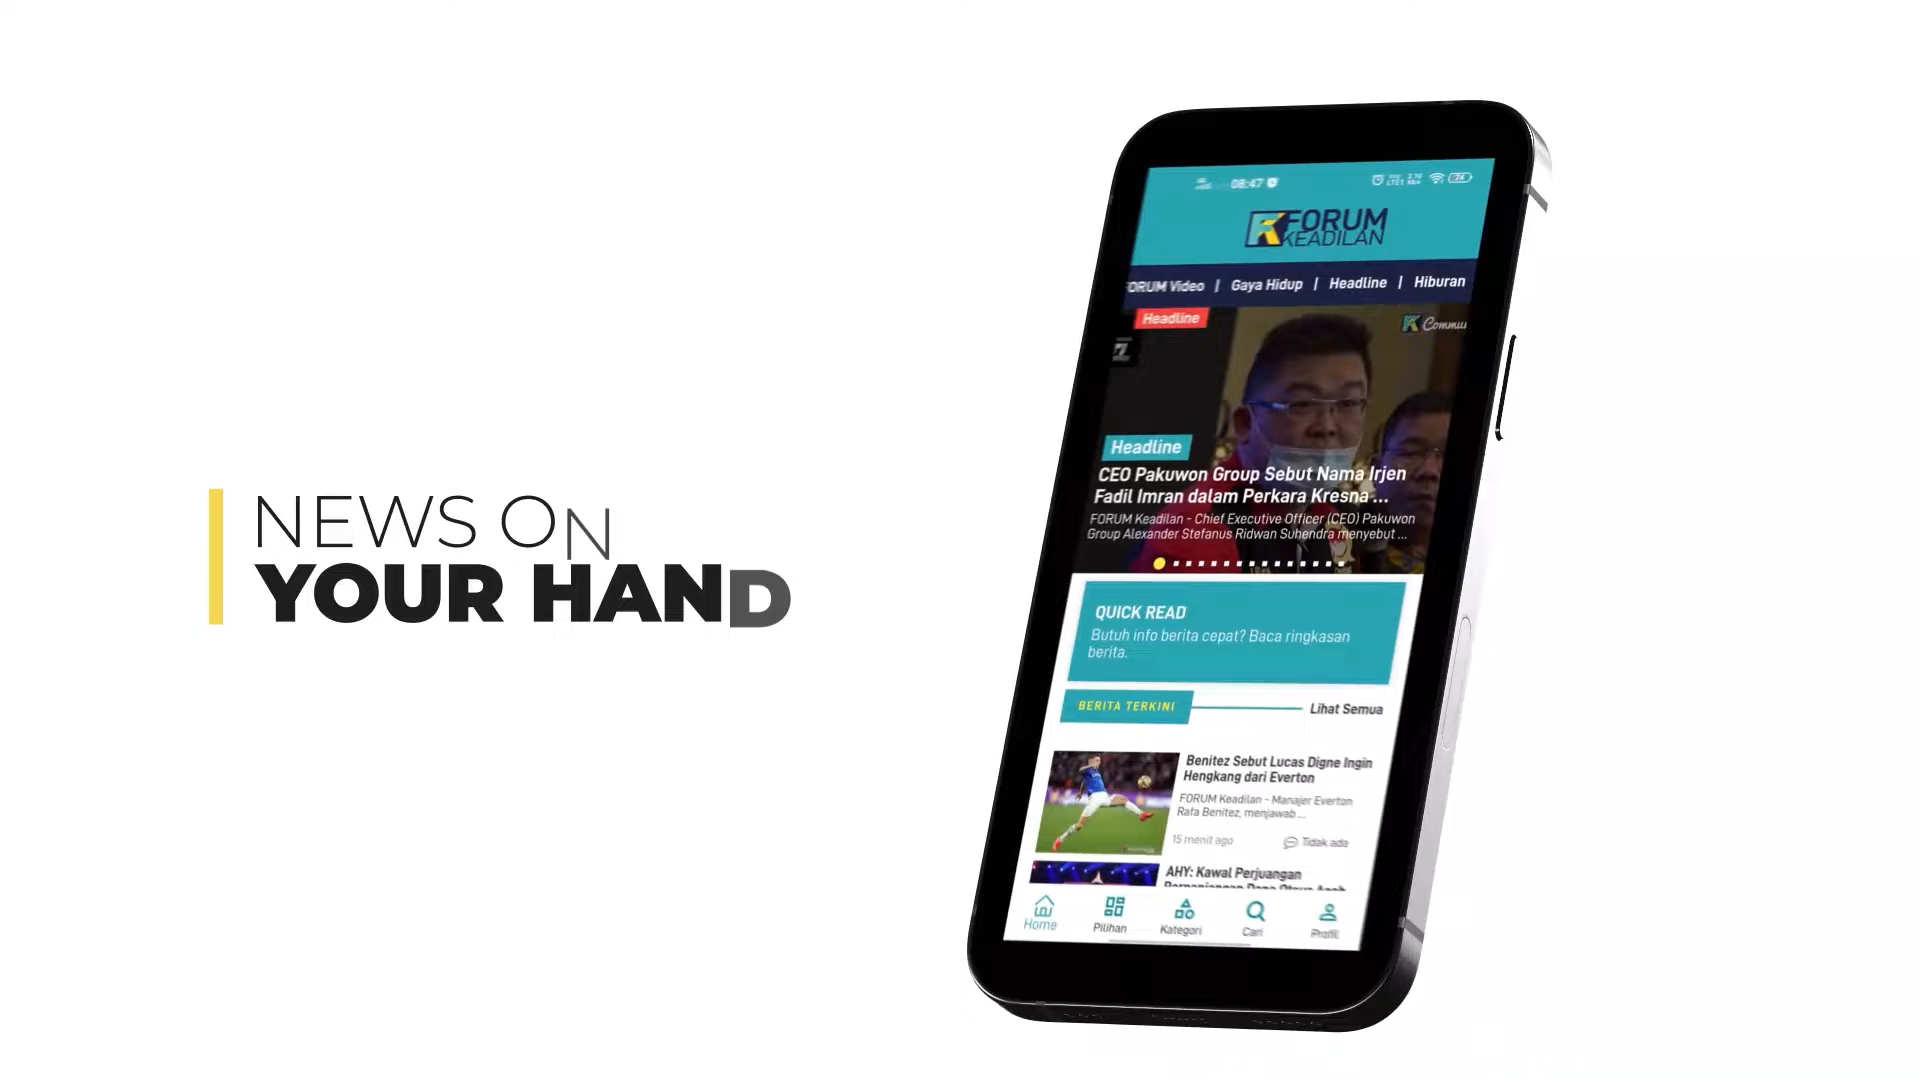 NEWS ON
YOUR HAND
08:47
FORUM
KEADILAN
FORUM Video | Gaya Hidup | Headline | Hiburan
Headline
Commu
Headline
CEO Pakuwon Group Sebut Nama Irjen
Fadil Imran dalam Perkara Kresna ...
FORUM Keadilan - Chief Executive Officer (CEO) Pakuwon
Group Alexander Stefanus Ridwan Suhendra menyebut ...
QUICK READ
Butuh info berita cepat? Baca ringkasan
berita.
BERITA TERKINI
Lihat Semua
Benitez Sebut Lucas Digne Ingin
Hengkang dari Everton
FORUM Keadilan - Manajer Everton
Rafa Benitez, menjawab ...
15 menit ago
Tidak ada
AHY: Kawal Perjuangan
Home
Pilihan
Kategori
Cari
Profil